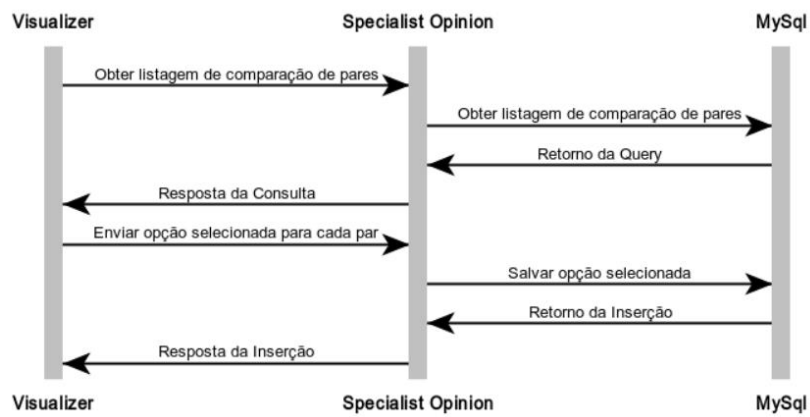 Visualizer Specialist Opinion MySql
Obter listagem de comparação de pares
Obter listagem de comparação de pares
Retorno da Query
Resposta da Consulta
Enviar opção selecionada para cada par
Salvar opção selecionada
Retorno da Inserção
Resposta da Inserção
Visualizer Specialist Opinion MySql